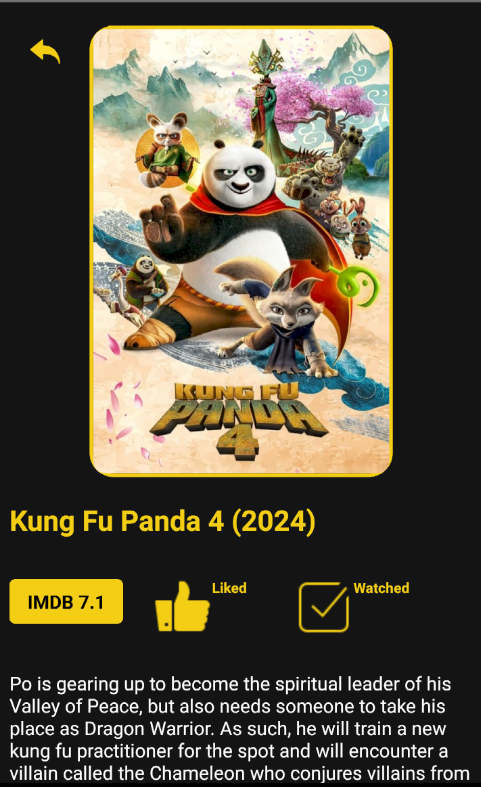 KUNG FU
PANDA
4
Kung Fu Panda 4 (2024)
IMDB 7.1
Liked
Watched
Po is gearing up to become the spiritual leader of his
Valley of Peace, but also needs someone to take his
place as Dragon Warrior. As such, he will train a new
kung fu practitioner for the spot and will encounter a
villain called the Chameleon who conjures villains from